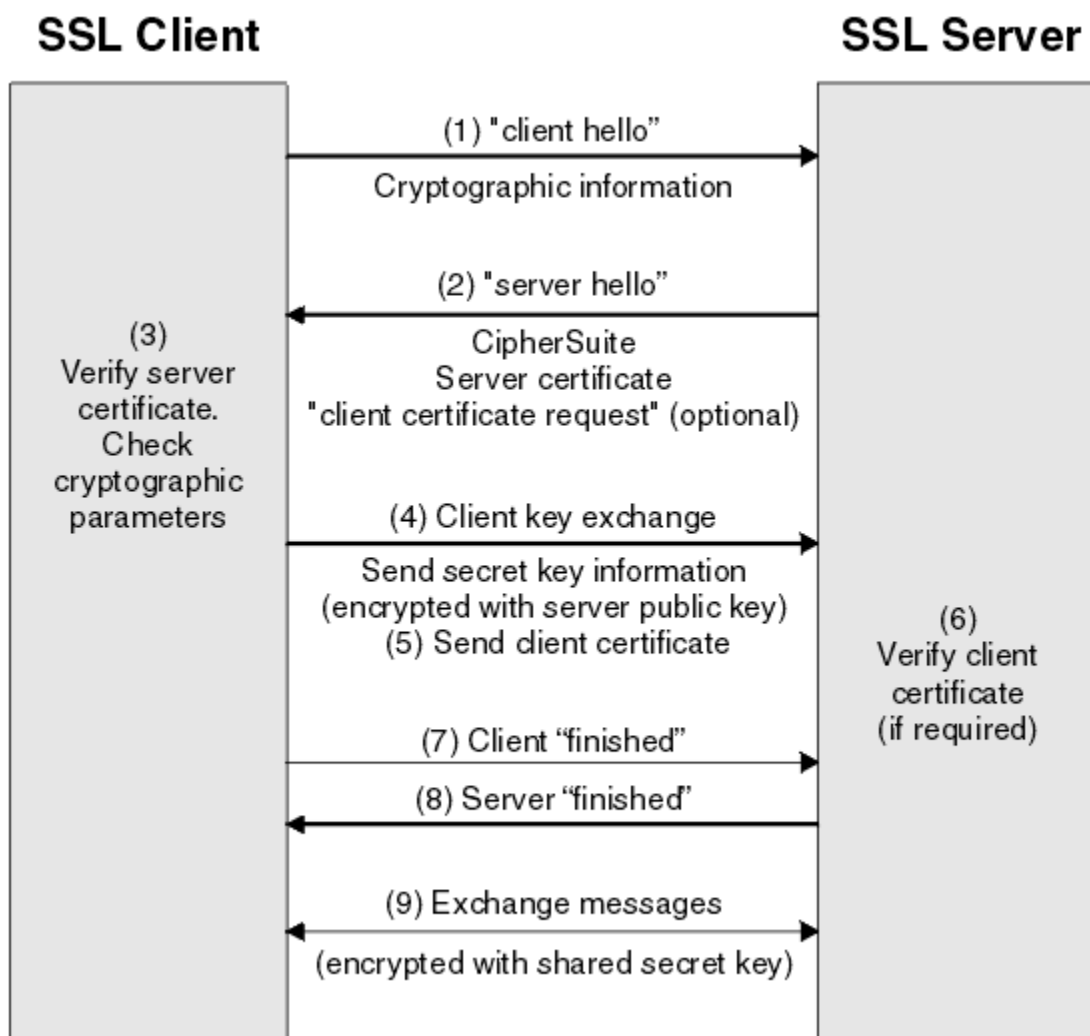 SSL Client
SSL Server
(1) "client hello”
Cryptographic information
(2) "server hello”
CipherSuite
Server certificate
"client certificate request" (optional)
(3)
Verify server
certificate.
Check
cryptographic
parameters
(4) Client key exchange
Send secret key information
(encrypted with server public key)
(5) Send client certificate
(6)
Verify client
certificate
(if required)
(7) Client “finished”
(8) Server “finished”
(9) Exchange messages
(encrypted with shared secret key)